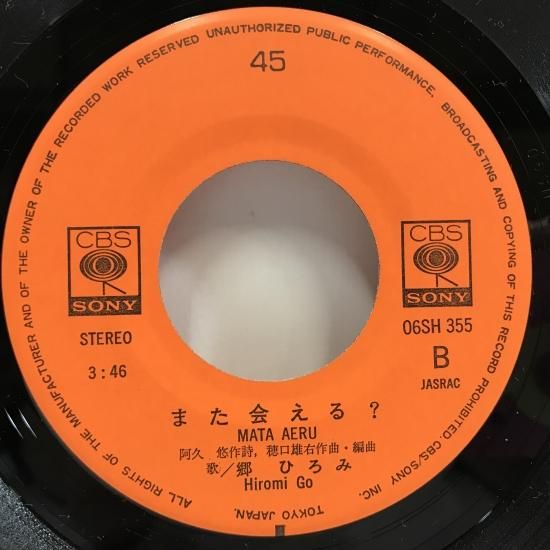 ALL RIGHTS OF THE MANUFACTURER AND OF THE OWNER OF THE RECORDED WORK RESERVED UNAUTHORIZED PUBLIC PERFORMANCE, BROADCASTING AND COPYING OF THIS RECORD PROHIBITED. CBS/SONY INC. TOKYO JAPAN.
45
CBS
SONY
STEREO
3:46
CBS
SONY
06SH 355
B
JASRAC
また会える?
MATA AERU
阿久 悠作詩, 穂口雄右作曲・編曲
歌/郷 ひろみ
Hiromi Go